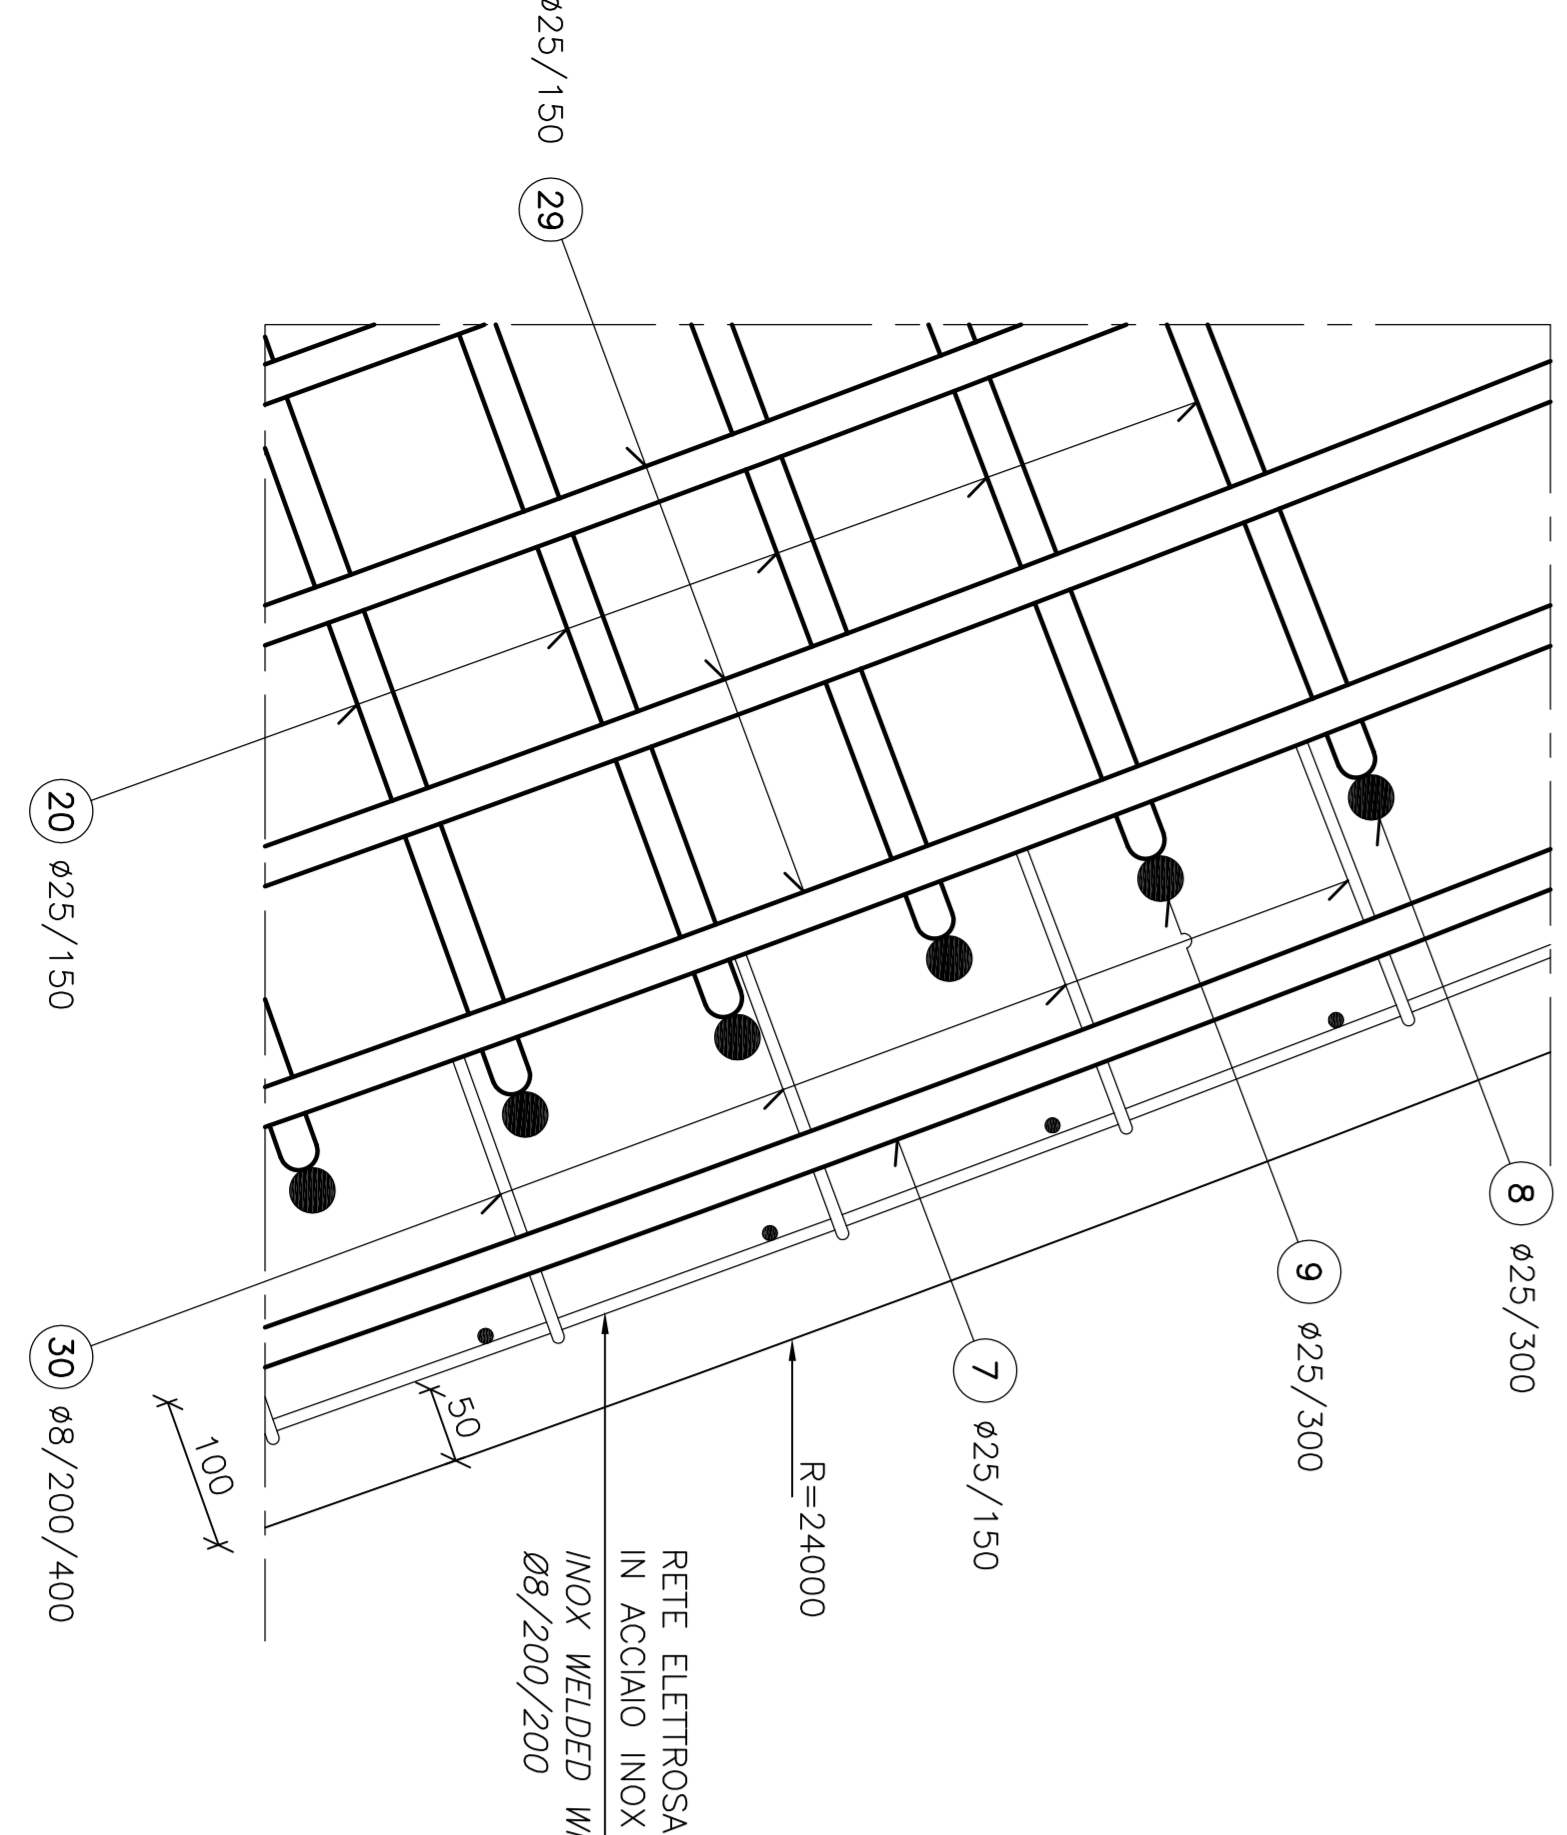 ø25/150 29
20 ø25/150
30 ø8/200/400
100
50
8 ø25/300
9 ø25/300
7 ø25/150
R=24000
RETE ELETTROSA
IN ACCIAIO INOX
INOX WELDED
Ø8/200/200